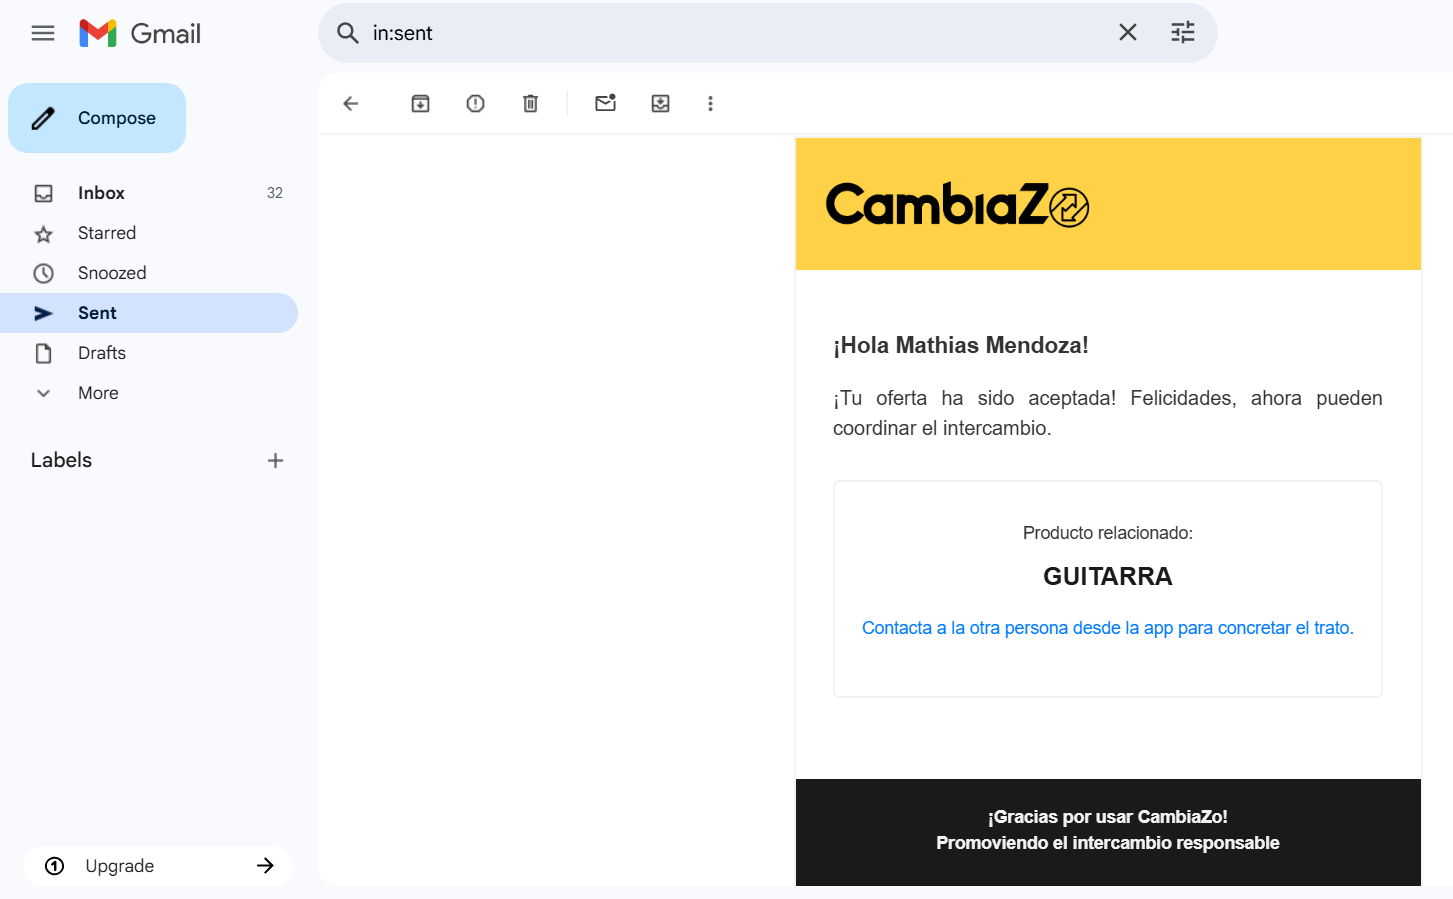 Gmail
in:sent
Compose
Inbox 32
Starred
Snoozed
Sent
Drafts
More
Labels
Upgrade
CambiaZo
¡Hola Mathias Mendoza!
¡Tu oferta ha sido aceptada! Felicidades, ahora pueden
coordinar el intercambio.
Producto relacionado:
GUITARRA
Contacta a la otra persona desde la app para concretar el trato.
¡Gracias por usar CambiaZo!
Promoviendo el intercambio responsable